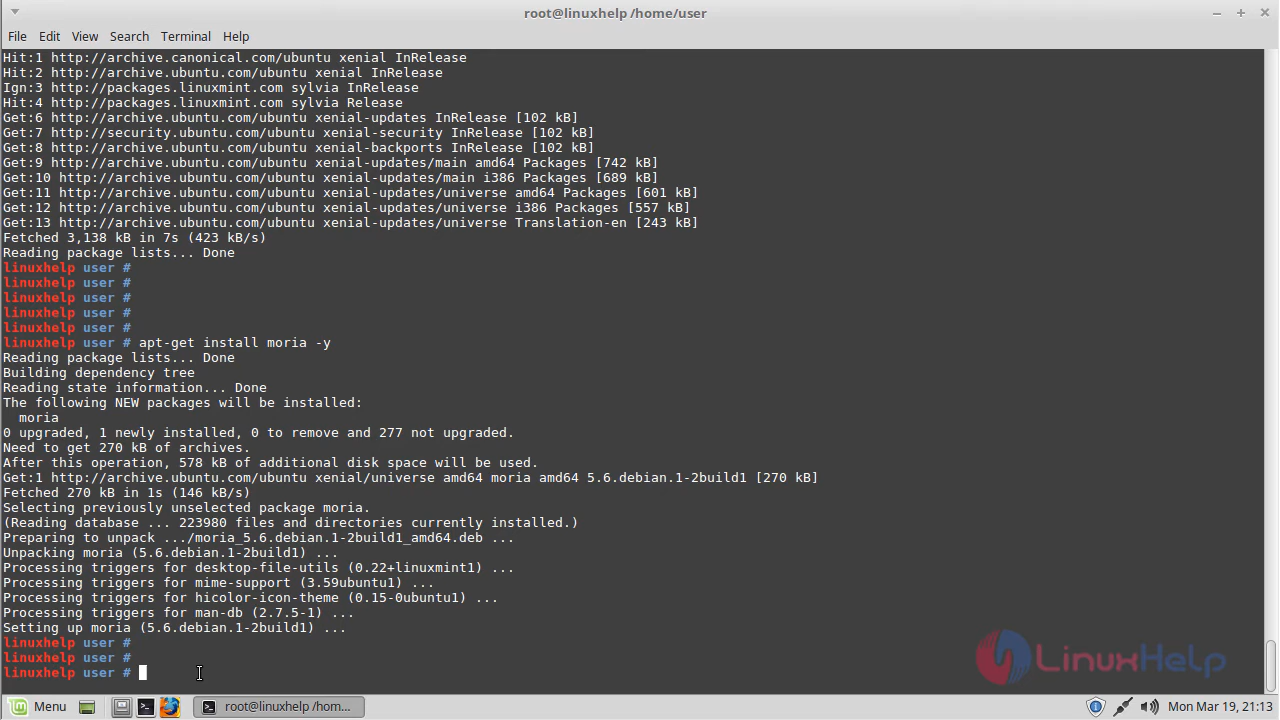 root@linuxhelp /home/user
File Edit View Search Terminal Help
Hit:1 http://archive.canonical.com/ubuntu xenial InRelease
Hit:2 http://archive.ubuntu.com/ubuntu xenial InRelease
Ign:3 http://packages.linuxmint.com sylvia InRelease
Hit:4 http://packages.linuxmint.com sylvia Release
Get:6 http://archive.ubuntu.com/ubuntu xenial-updates InRelease [102 kB]
Get:7 http://security.ubuntu.com/ubuntu xenial-security InRelease [102 kB]
Get:8 http://archive.ubuntu.com/ubuntu xenial-backports InRelease [102 kB]
Get:9 http://archive.ubuntu.com/ubuntu xenial-updates/main amd64 Packages [742 kB]
Get:10 http://archive.ubuntu.com/ubuntu xenial-updates/main i386 Packages [689 kB]
Get:11 http://archive.ubuntu.com/ubuntu xenial-updates/universe amd64 Packages [601 kB]
Get:12 http://archive.ubuntu.com/ubuntu xenial-updates/universe i386 Packages [557 kB]
Get:13 http://archive.ubuntu.com/ubuntu xenial-updates/universe Translation-en [243 kB]
Fetched 3,138 kB in 7s (423 kB/s)
Reading package lists... Done
linuxhelp user #
linuxhelp user #
linuxhelp user #
linuxhelp user #
linuxhelp user #
linuxhelp user # apt-get install moria -y
Reading package lists... Done
Building dependency tree
Reading state information... Done
The following NEW packages will be installed:
moria
0 upgraded, 1 newly installed, 0 to remove and 277 not upgraded.
Need to get 270 kB of archives.
After this operation, 578 kB of additional disk space will be used.
Get:1 http://archive.ubuntu.com/ubuntu xenial/universe amd64 moria amd64 5.6.debian.1-2build1 [270 kB]
Fetched 270 kB in 1s (146 kB/s)
Selecting previously unselected package moria.
(Reading database ... 223980 files and directories currently installed.)
Preparing to unpack .../moria_5.6.debian.1-2build1_amd64.deb ...
Unpacking moria (5.6.debian.1-2build1) ...
Processing triggers for desktop-file-utils (0.22+linuxmint1) ...
Processing triggers for mime-support (3.59ubuntu1) ...
Processing triggers for hicolor-icon-theme (0.15-0ubuntu1) ...
Processing triggers for man-db (2.7.5-1) ...
Setting up moria (5.6.debian.1-2build1) ...
linuxhelp user #
linuxhelp user #
linuxhelp user #
LinuxHelp
Menu root@linuxhelp /hom... Mon Mar 19, 21:13